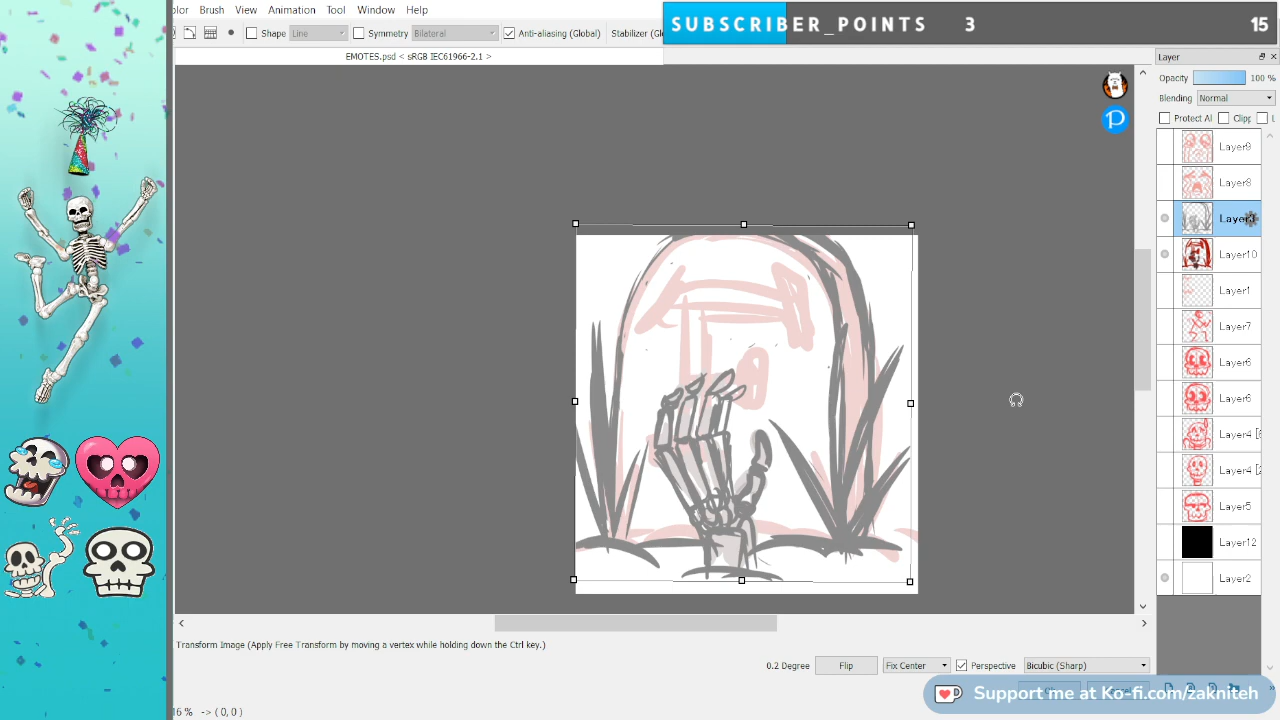 olor Brush View Animation Tool Window Help
SUBSCRIBER_POINTS 3 15
Shape Line Symmetry Bilateral Anti-aliasing (Global) Stabilizer (Gl
EMOTES.psd < sRGB IEC61966-2.1 >
Layer
Opacity 100 %
Blending Normal
Protect Al Clipp L
Layer9
Layer8
Layer
Layer10
Layer1
Layer7
Layer6
Layer6
Layer4 [
Layer4 [
Layer5
Layer12
Layer2
Transform Image (Apply Free Transform by moving a vertex while holding down the Ctrl key.)
0.2 Degree Flip Fix Center Perspective Bicubic (Sharp)
Support me at Ko-fi.com/zakniteh
16 % -> ( 0, 0 )